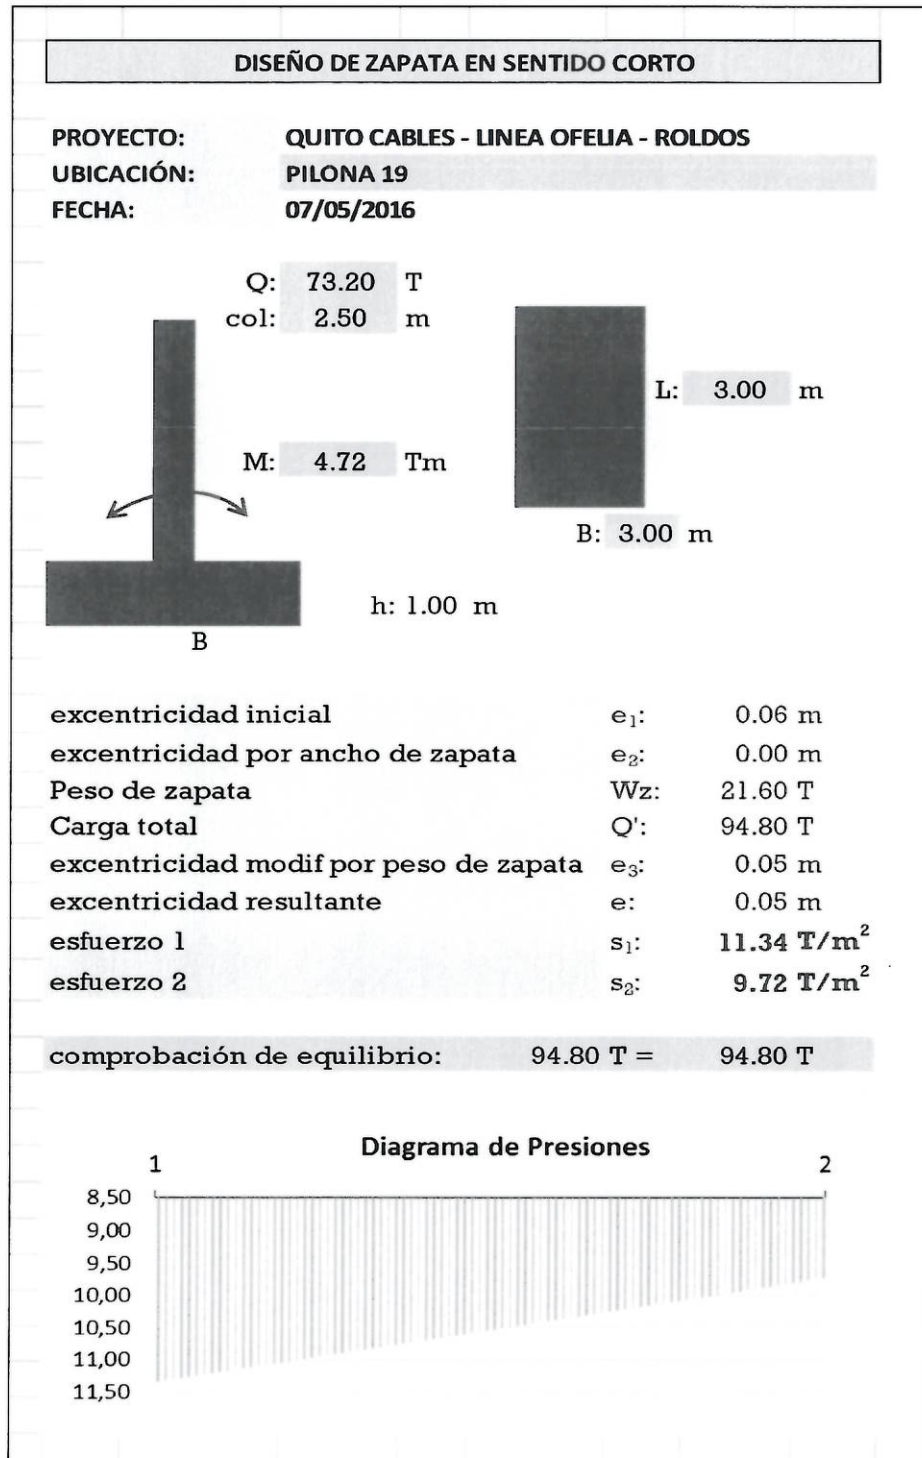 DISEÑO DE ZAPATA EN SENTIDO CORTO
PROYECTO: QUITO CABLES - LINEA OFELIA - ROLDOS
UBICACIÓN: PILONA 19
FECHA: 07/05/2016
Q: 73.20 T
col: 2.50 m
L: 3.00 m
M: 4.72 Tm
B: 3.00 m
h: 1.00 m
B
excentricidad inicial e₁: 0.06 m
excentricidad por ancho de zapata e₂: 0.00 m
Peso de zapata Wz: 21.60 T
Carga total Q': 94.80 T
excentricidad modif por peso de zapata e₃: 0.05 m
excentricidad resultante e: 0.05 m
esfuerzo 1 s₁: 11.34 T/m²
esfuerzo 2 s₂: 9.72 T/m²
comprobación de equilibrio: 94.80 T = 94.80 T
Diagrama de Presiones
1 2
8,50
9,00
9,50
10,00
10,50
11,00
11,50